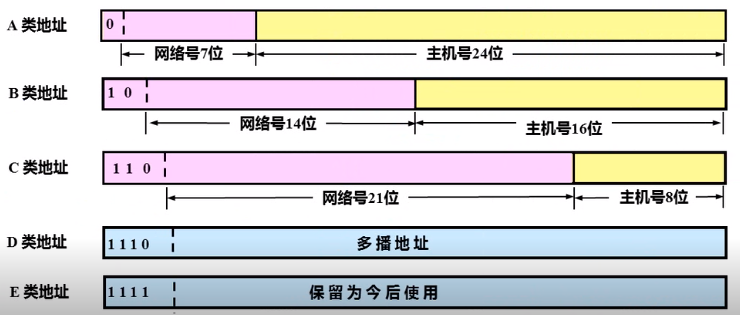 A 类地址 0
网络号7位 主机号24位
B 类地址 1 0
网络号14位 主机号16位
C 类地址 1 1 0
网络号21位 主机号8位
D 类地址 1 1 1 0 多播地址
E 类地址 1 1 1 1 保留为今后使用